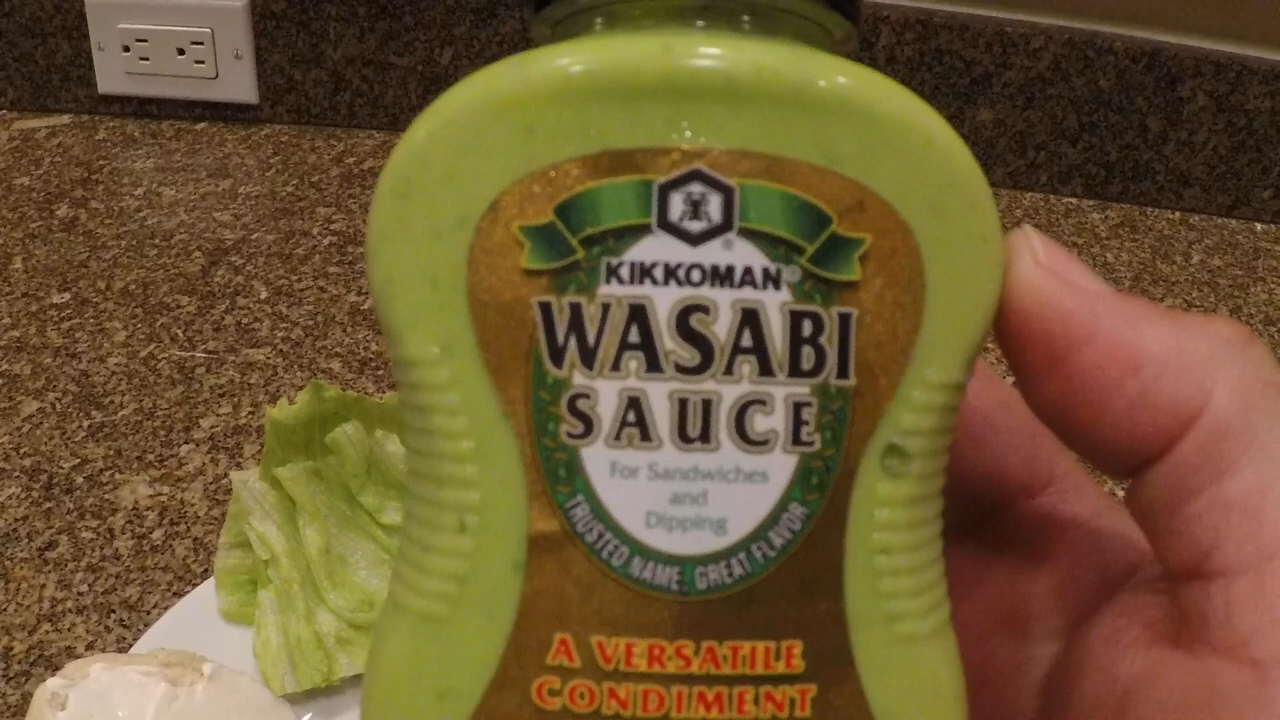 KIKKOMAN®
WASABI
SAUCE
For Sandwiches
and
Dipping
TRUSTED NAME, GREAT FLAVOR
A VERSATILE
CONDIMENT